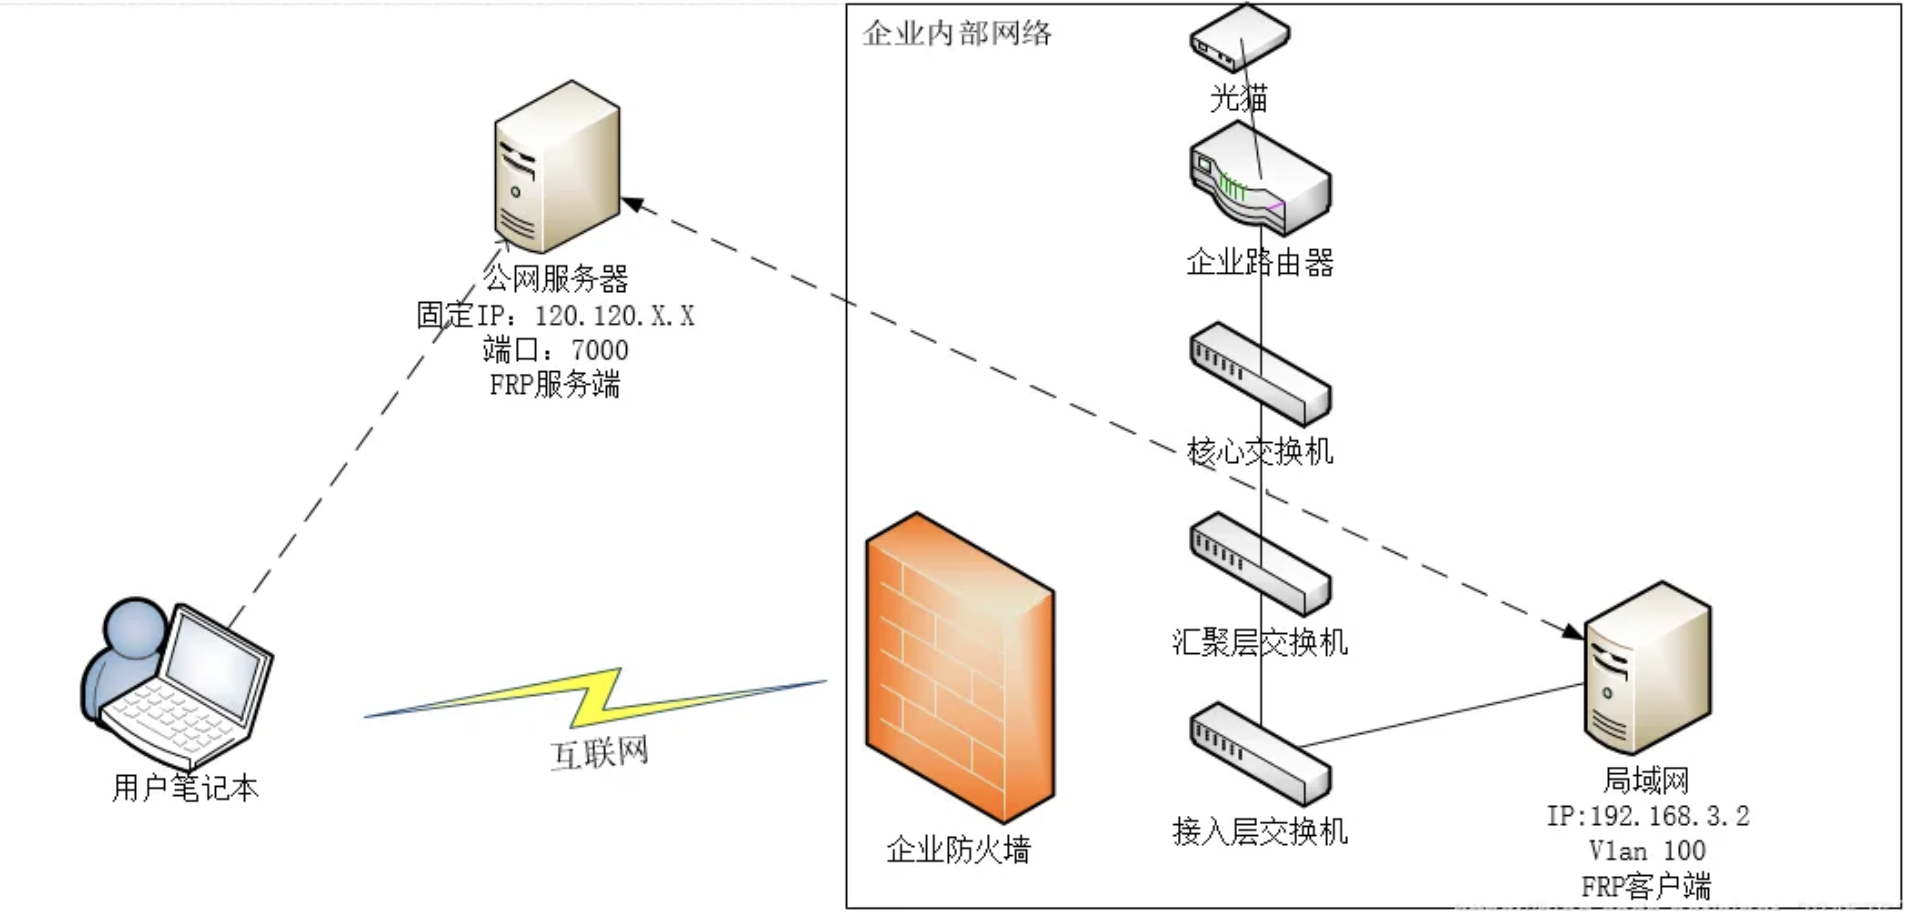 企业内部网络
光猫
企业路由器
公网服务器
固定IP：120.120.X.X
端口：7000
FRP服务端
核心交换机
汇聚层交换机
互联网
用户笔记本
企业防火墙
接入层交换机
局域网
IP:192.168.3.2
Vlan 100
FRP客户端